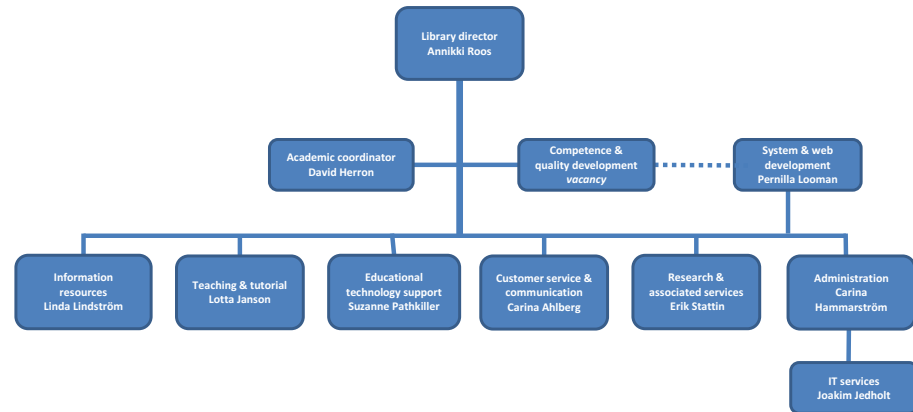 Library director
Annikki Roos
Academic coordinator
David Herron
Competence &
quality development
vacancy
System & web
development
Pernilla Looman
Information
resources
Linda Lindström
Teaching & tutorial
Lotta Janson
Educational
technology support
Suzanne Pathkiller
Customer service &
communication
Carina Ahlberg
Research &
associated services
Erik Stattin
Administration
Carina
Hammarström
IT services
Joakim Jedholt